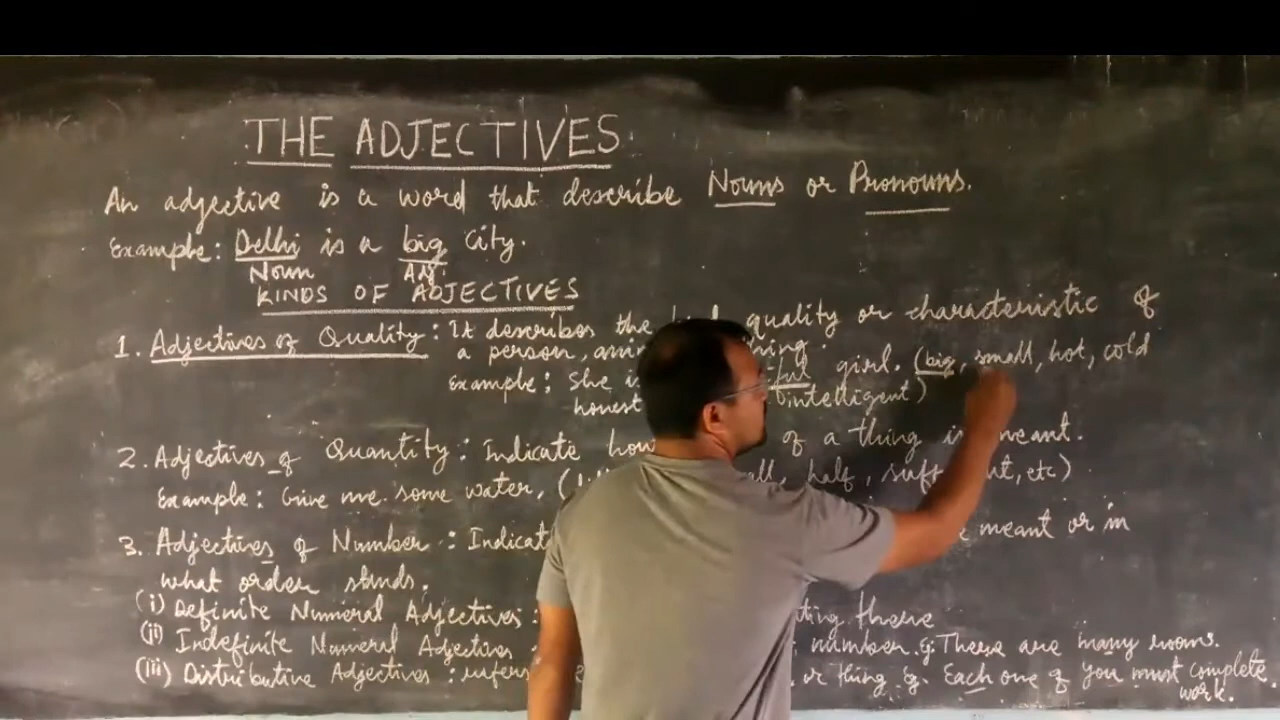 THE ADJECTIVES
An adjective is a word that describe Nouns or Pronouns.
Example: Delhi is a big city.
Noun Adj.
KINDS OF ADJECTIVES
1. Adjectives of Quality: It describes the quality or characteristic of
a person,
Example: She girl. (big, small, hot, cold
honest intelligent)
2. Adjectives of Quantity: Indicate how of a thing is meant.
Example: Give me some water, half, etc)
3. Adjectives of Number: meant or in
what order stands.
(i) Definite Numeral Adjectives:
(ii) Indefinite Numeral Adjectives number. eg: There are many rooms.
(iii) Distributive Adjectives: or thing eg. Each one of you must complete
work.